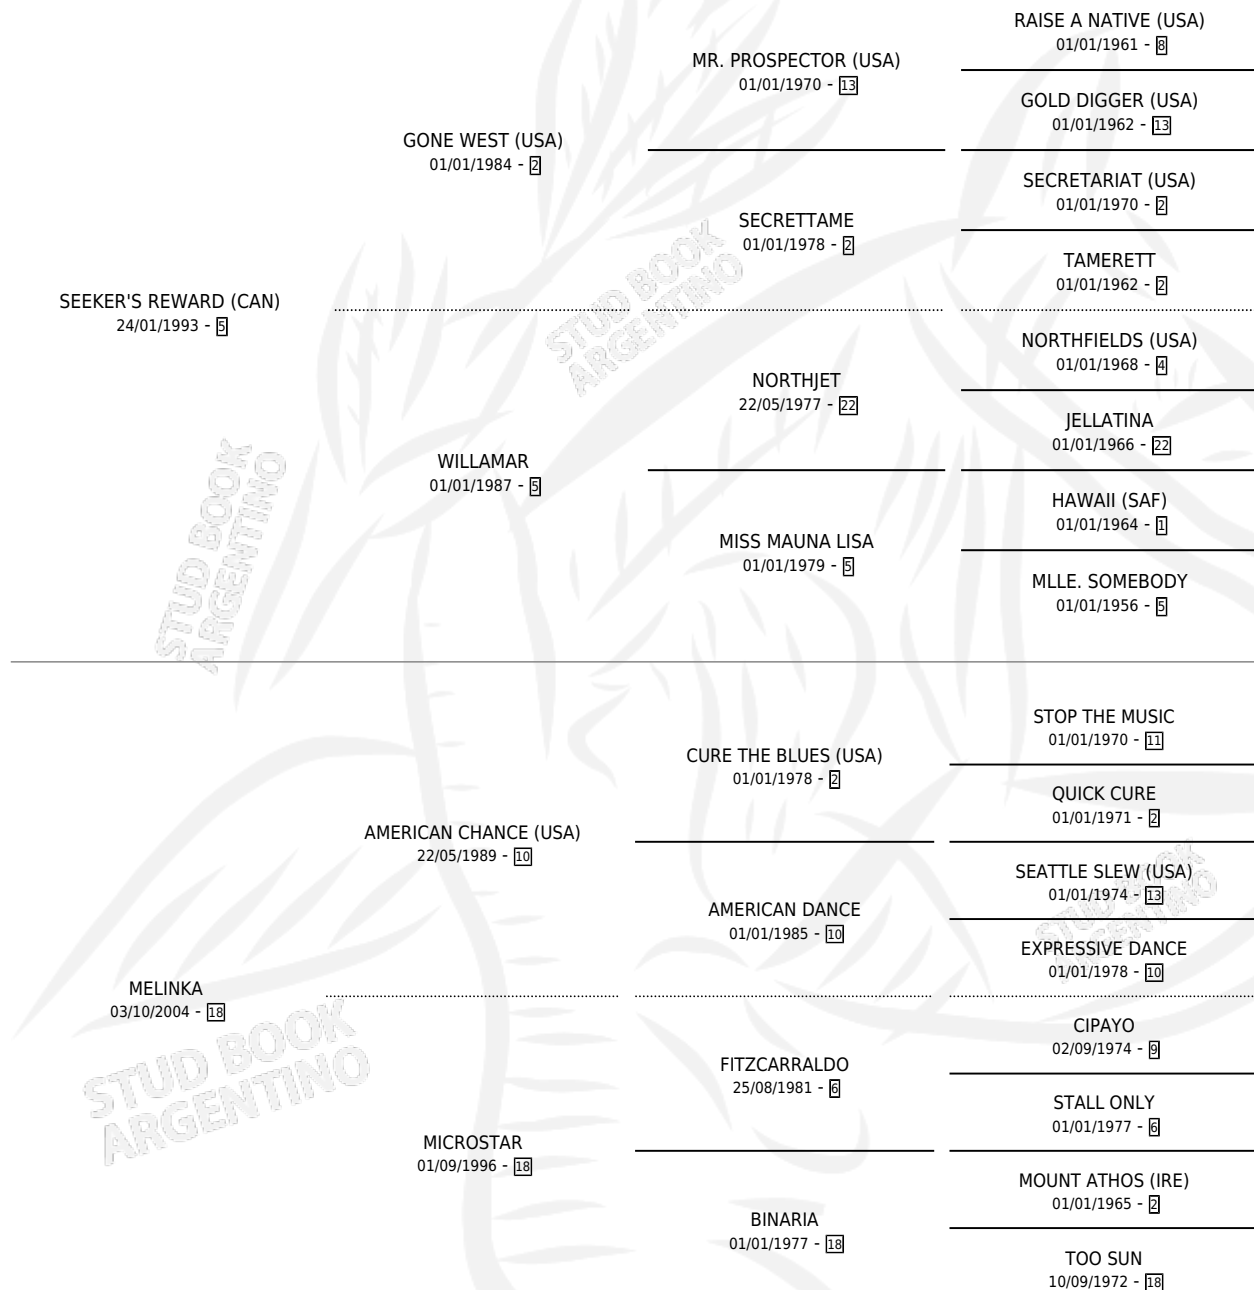 RAISE A NATIVE (USA)
01/01/1961 - 8
MR. PROSPECTOR (USA)
01/01/1970 - 13
GOLD DIGGER (USA)
01/01/1962 - 13
GONE WEST (USA)
01/01/1984 - 2
SECRETARIAT (USA)
01/01/1970 - 2
SECRETTAME
01/01/1978 - 2
TAMERETT
01/01/1962 - 2
SEEKER'S REWARD (CAN)
24/01/1993 - 5
NORTHFIELDS (USA)
01/01/1968 - 4
NORTHJET
22/05/1977 - 22
JELLATINA
01/01/1966 - 22
WILLAMAR
01/01/1987 - 5
HAWAII (SAF)
01/01/1964 - 1
MISS MAUNA LISA
01/01/1979 - 5
MLLE. SOMEBODY
01/01/1956 - 5
STOP THE MUSIC
01/01/1970 - 11
CURE THE BLUES (USA)
01/01/1978 - 2
QUICK CURE
01/01/1971 - 2
AMERICAN CHANCE (USA)
22/05/1989 - 10
SEATTLE SLEW (USA)
01/01/1974 - 13
AMERICAN DANCE
01/01/1985 - 10
EXPRESSIVE DANCE
01/01/1978 - 10
MELINKA
03/10/2004 - 18
CIPAYO
02/09/1974 - 9
FITZCARRALDO
25/08/1981 - 6
STALL ONLY
01/01/1977 - 6
MICROSTAR
01/09/1996 - 18
MOUNT ATHOS (IRE)
01/01/1965 - 2
BINARIA
01/01/1977 - 18
TOO SUN
10/09/1972 - 18
STUD BOOK
ARGENTINO
STUD BOOK
ARGENTINO
STUD BOOK
ARGENTINO
STUD BOOK
ARGENTINO